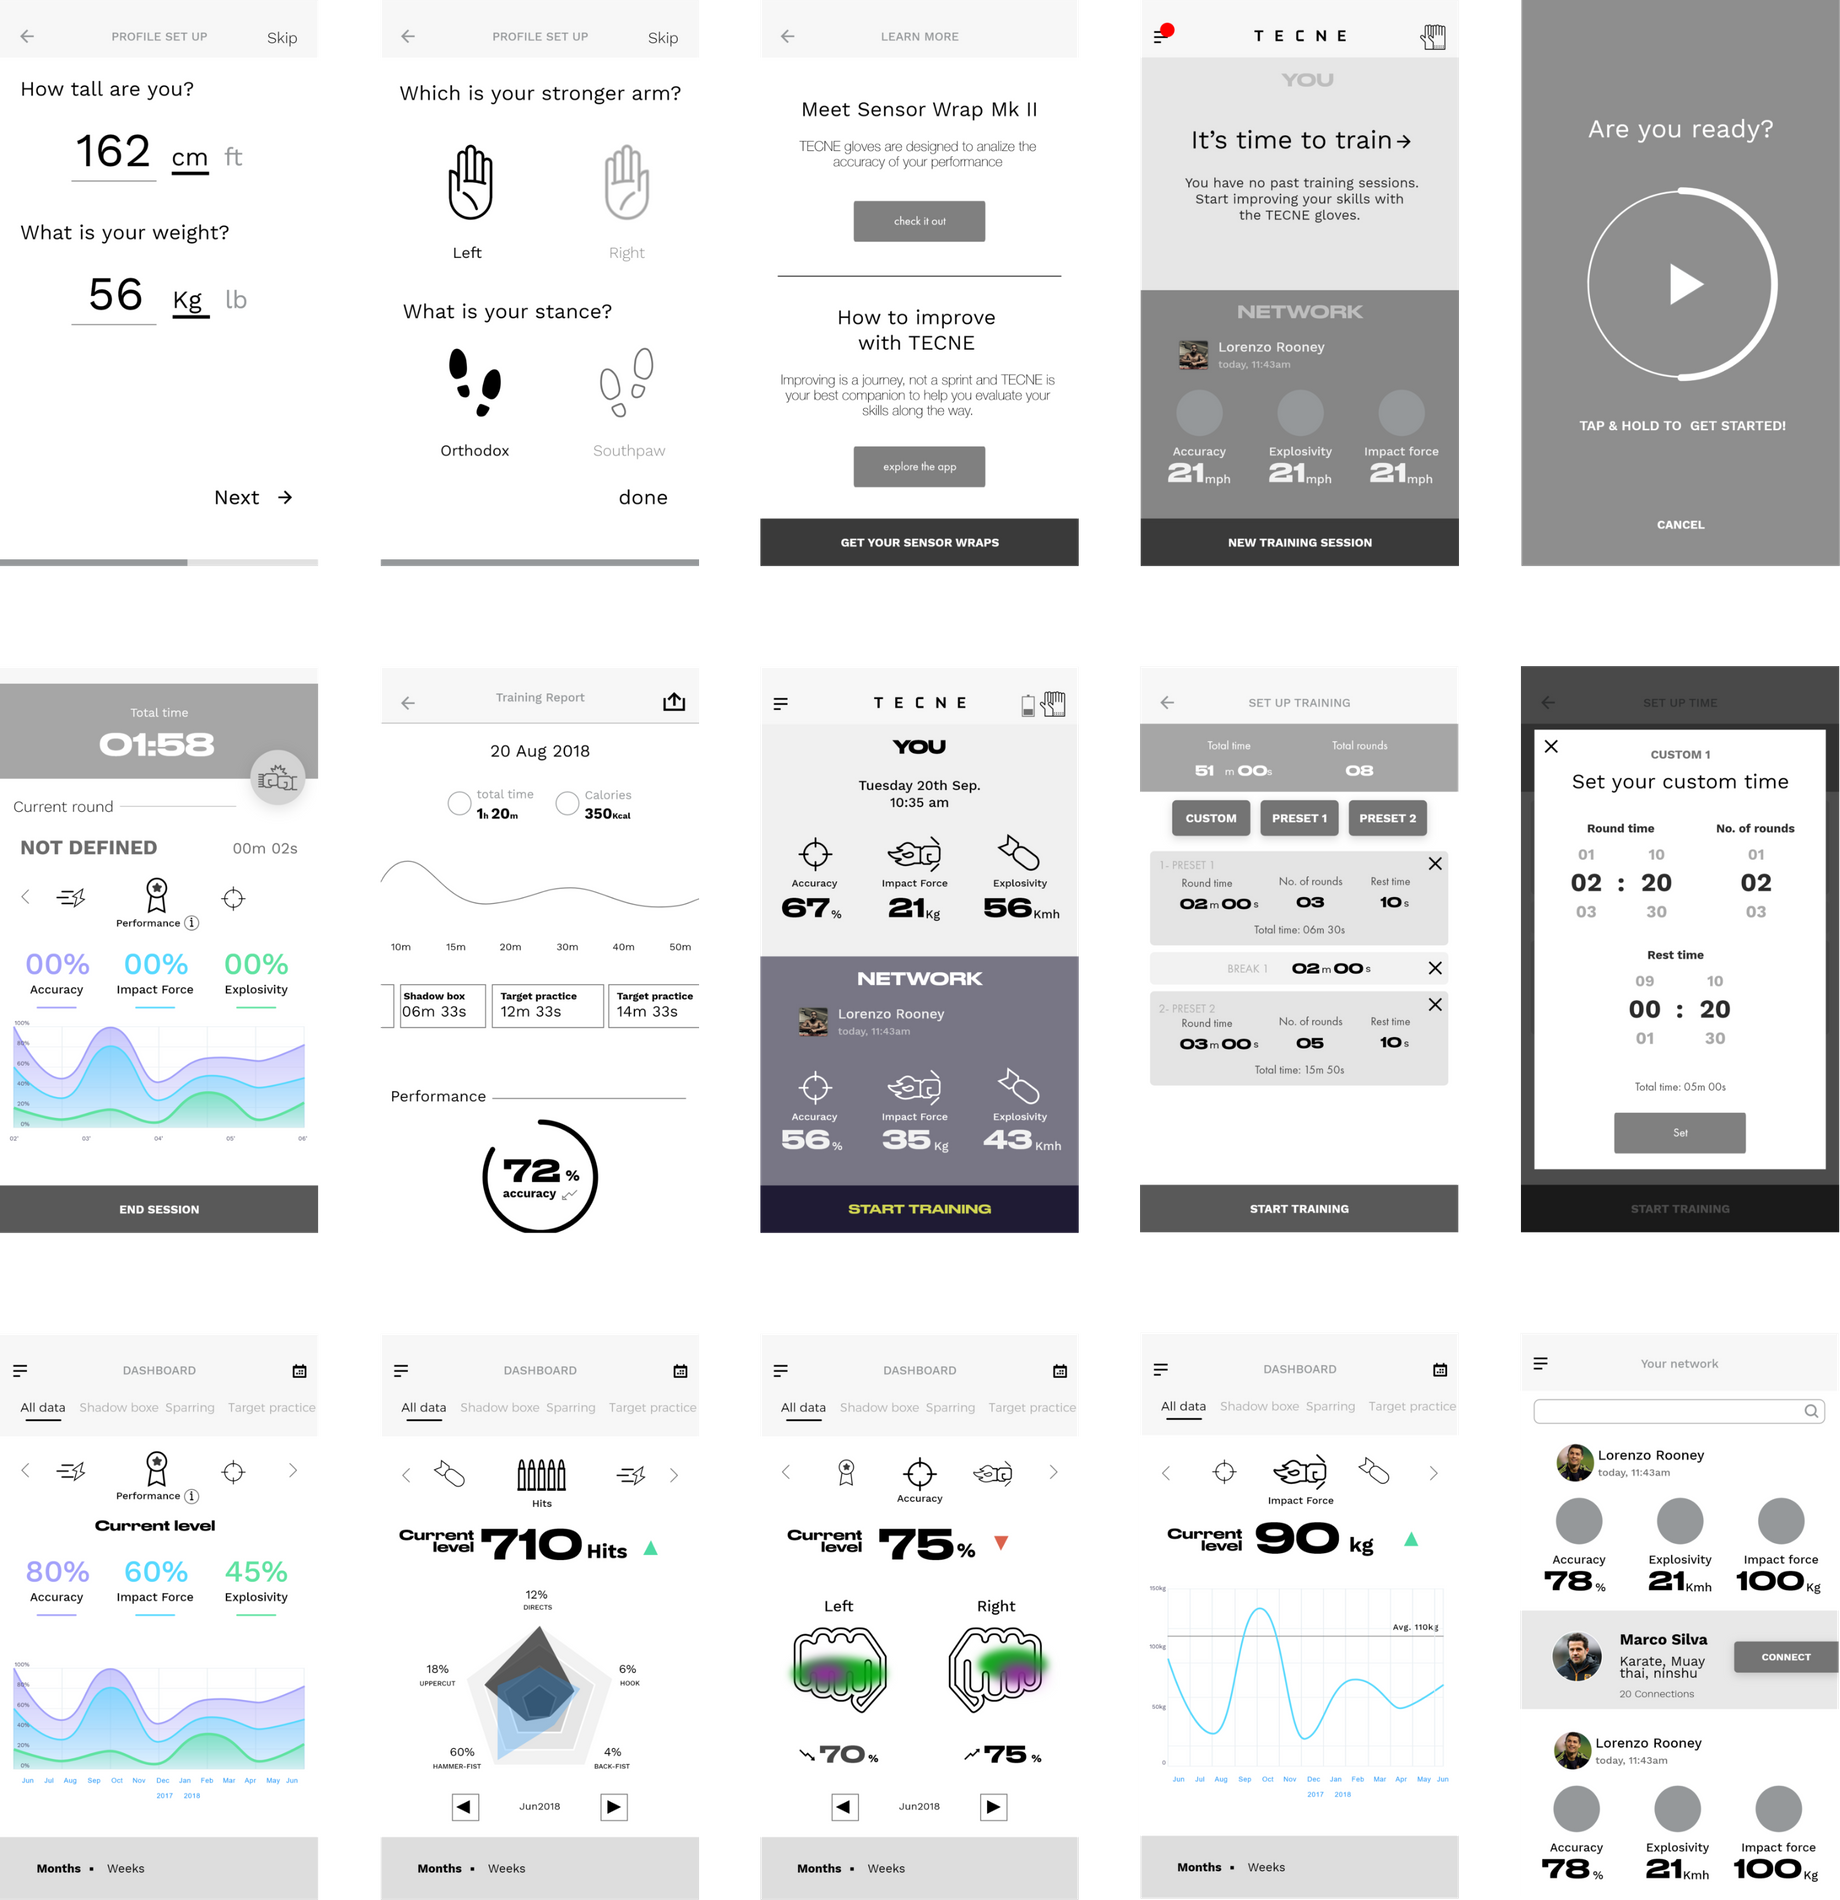 PROFILE SET UP
Skip
How tall are you?
162 cm ft
What is your weight?
56 Kg lb
Next
PROFILE SET UP
Skip
Which is your stronger arm?
Left Right
What is your stance?
Orthodox Southpaw
done
LEARN MORE
Meet Sensor Wrap Mk II
TECNE gloves are designed to analize the
accuracy of your performance
check it out
How to improve
with TECNE
Improving is a journey, not a sprint and TECNE is
your best companion to help you evaluate your
skills along the way.
explore the app
GET YOUR SENSOR WRAPS
TECNE
YOU
It's time to train
You have no past training sessions.
Start improving your skills with
the TECNE gloves.
NETWORK
Lorenzo Rooney
today, 11:43am
Accuracy Explosivity Impact force
21mph 21mph 21mph
NEW TRAINING SESSION
Are you ready?
TAP & HOLD TO GET STARTED!
CANCEL
Total time
01:58
Current round
NOT DEFINED 00m 02s
Performance i
00% 00% 00%
Accuracy Impact Force Explosivity
100%
80%
60%
40%
20%
0%
02' 03' 04' 05' 06'
END SESSION
Training Report
20 Aug 2018
total time Calories
1h 20m 350Kcal
10m 15m 20m 30m 40m 50m
Shadow box Target practice Target practice
06m 33s 12m 33s 14m 33s
Performance
72 %
accuracy
TECNE
YOU
Tuesday 20th Sep.
10:35 am
Accuracy Impact Force Explosivity
67% 21Kg 56Kmh
NETWORK
Lorenzo Rooney
today, 11:43am
Accuracy Impact Force Explosivity
56% 35Kg 43Kmh
START TRAINING
SET UP TRAINING
Total time Total rounds
51 m 00s 08
CUSTOM PRESET 1 PRESET 2
1- PRESET 1
Round time No. of rounds Rest time
02m 00s 03 10s
Total time: 06m 30s
BREAK 1 02m 00s
2- PRESET 2
Round time No. of rounds Rest time
03m 00s 05 10s
Total time: 15m 50s
START TRAINING
SET UP TIME
CUSTOM 1
Set your custom time
Round time No. of rounds
01 10 01
02 : 20 02
03 30 03
Rest time
09 10
00 : 20
01 30
Total time: 05m 00s
Set
START TRAINING
DASHBOARD
All data Shadow boxe Sparring Target practice
Performance i
Current level
80% 60% 45%
Accuracy Impact Force Explosivity
100%
80%
60%
40%
20%
0%
Jun Jul Aug Sep Oct Nov Dec Jan Feb Mar Apr May Jun
2017 2018
Months Weeks
DASHBOARD
All data Shadow boxe Sparring Target practice
Hits
Current
level 710 Hits
12%
DIRECTS
18% 6%
UPPERCUT HOOK
60% 4%
HAMMER-FIST BACK-FIST
Jun2018
Months Weeks
DASHBOARD
All data Shadow boxe Sparring Target practice
Accuracy
Current
level 75%
Left Right
70% 75%
Jun2018
Months Weeks
DASHBOARD
All data Shadow boxe Sparring Target practice
Impact Force
Current
level 90 kg
150kg
Avg. 110kg
100kg
50kg
0
Jun Jul Aug Sep Oct Nov Dec Jan Feb Mar Apr May Jun
2017 2018
Months Weeks
Your network
Lorenzo Rooney
today, 11:43am
Accuracy Explosivity Impact force
78% 21Kmh 100Kg
Marco Silva
Karate, Muay
thai, ninshu
20 Connections
CONNECT
Lorenzo Rooney
today, 11:43am
Accuracy Explosivity Impact force
78% 21Kmh 100Kg